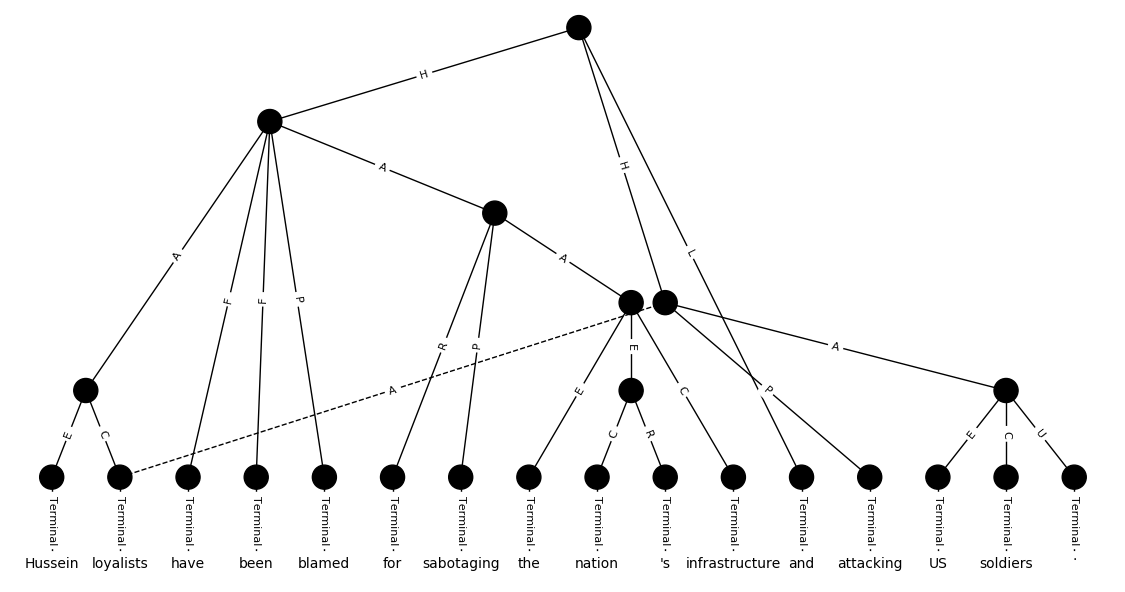 H
H
A
A
L
A
F
F
P
A
R
P
A
E
E
C
P
A
E
C
C
R
E
C
U
Terminal Terminal Terminal Terminal Terminal Terminal Terminal Terminal Terminal Terminal Terminal Terminal Terminal Terminal Terminal Terminal
Hussein loyalists have been blamed for sabotaging the nation 's infrastructure and attacking US soldiers .